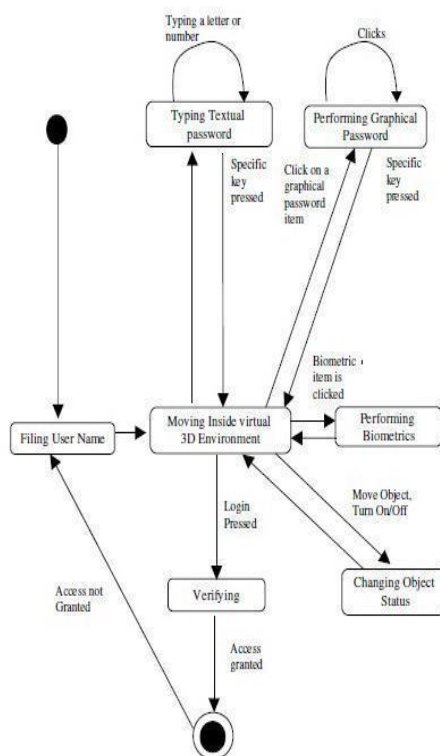 Typing a letter or
number
Clicks
Typing Textual
password
Performing Graphical
Password
Specific
key
pressed
Click on a
graphical
password
item
Specific
key
pressed
Biometric
item is
clicked
Filing User Name
Moving Inside virtual
3D Environment
Performing
Biometrics
Login
Pressed
Move Object,
Turn On/Off
Access not
Granted
Verifying
Changing Object
Status
Access
granted